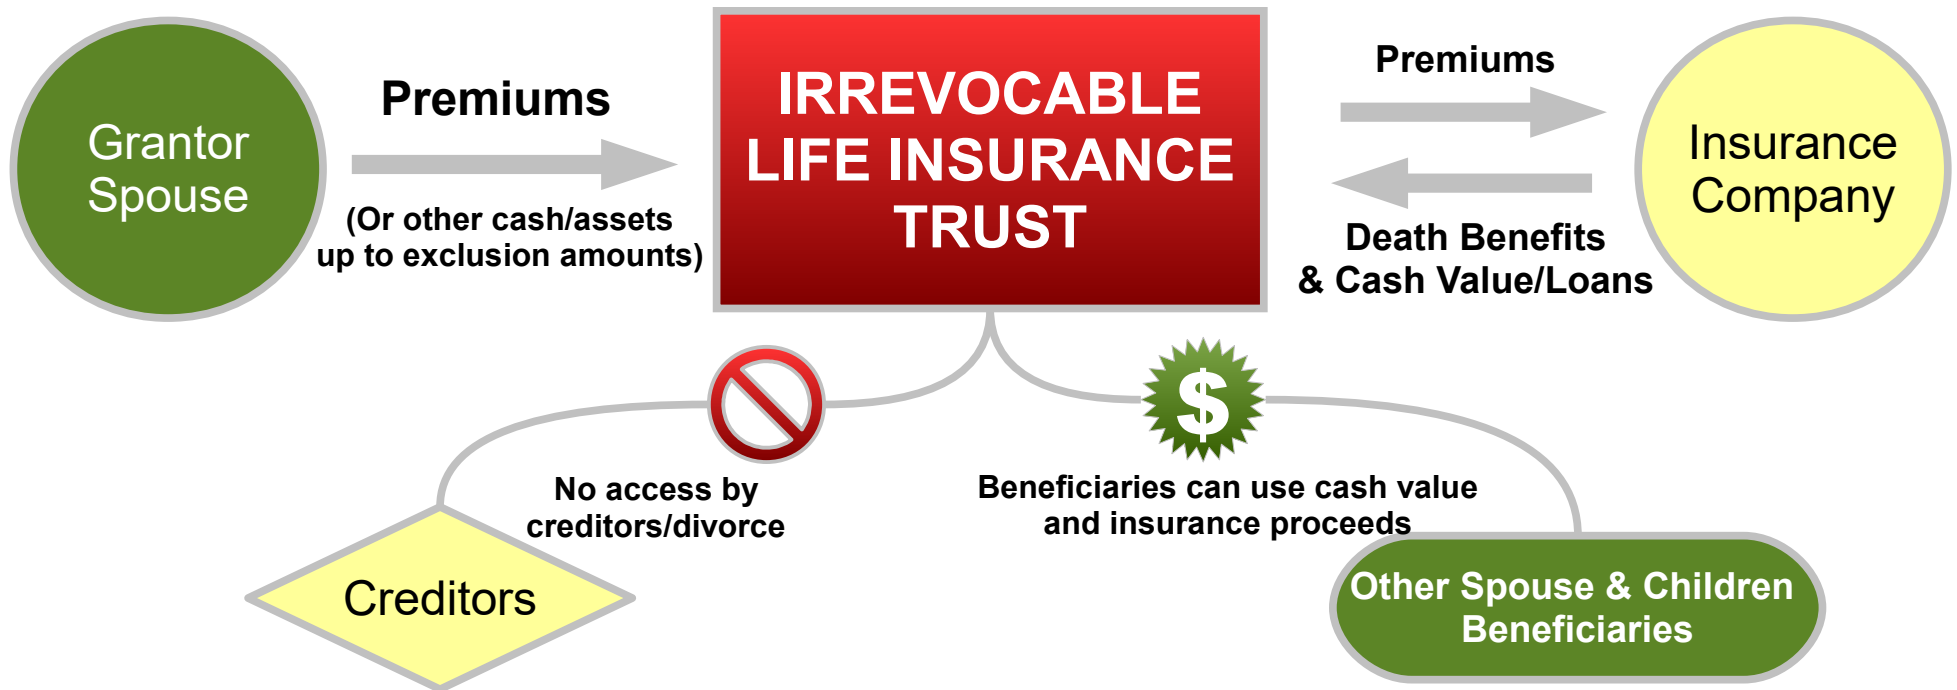 Grantor
Spouse
Premiums
(Or other cash/assets
up to exclusion amounts)
IRREVOCABLE
LIFE INSURANCE
TRUST
Premiums
Death Benefits
& Cash Value/Loans
Insurance
Company
No access by
creditors/divorce
$
Beneficiaries can use cash value
and insurance proceeds
Creditors
Other Spouse & Children
Beneficiaries